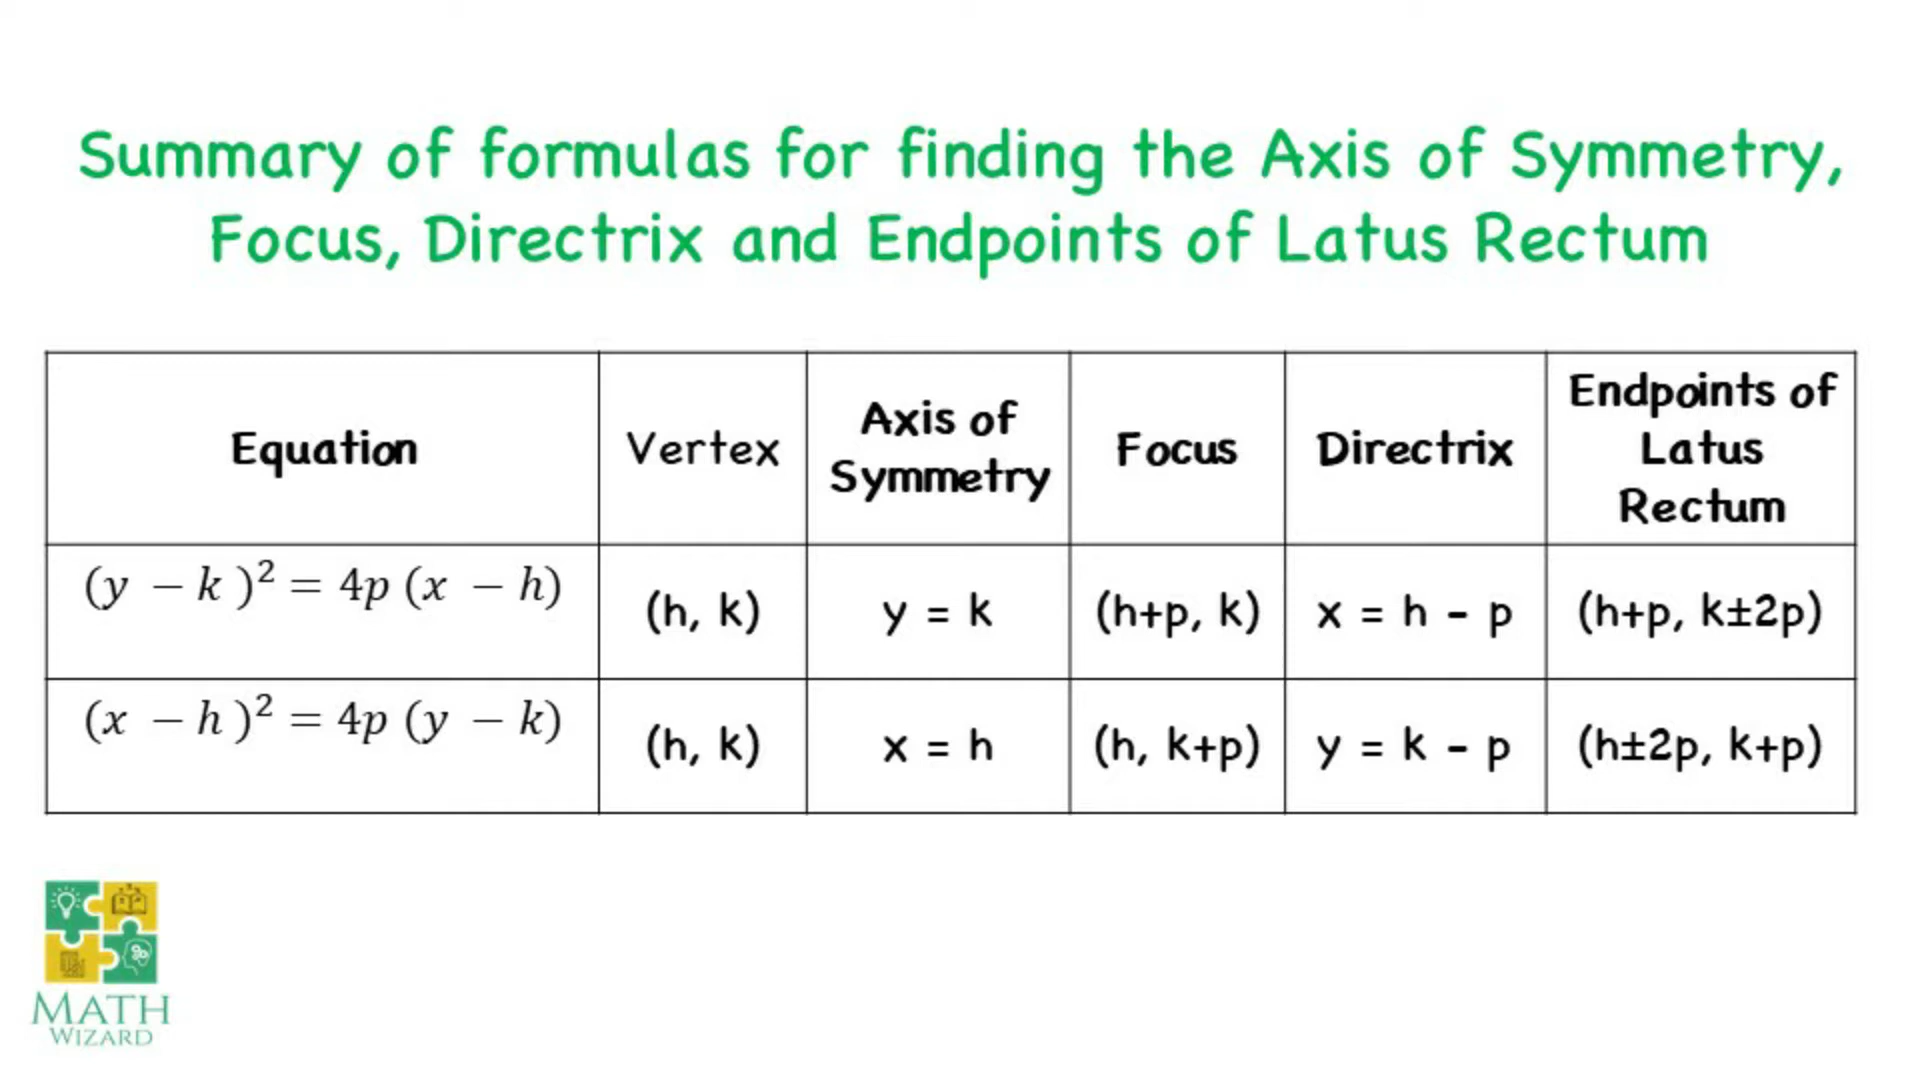 Summary of formulas for finding the Axis of Symmetry,
Focus, Directrix and Endpoints of Latus Rectum
Equation
Vertex
Axis of
Symmetry
Focus
Directrix
Endpoints of
Latus
Rectum
(y − k)² = 4p (x − h)
(h, k)
y = k
(h+p, k)
x = h - p
(h+p, k±2p)
(x − h)² = 4p (y − k)
(h, k)
x = h
(h, k+p)
y = k - p
(h±2p, k+p)
MATH
WIZARD